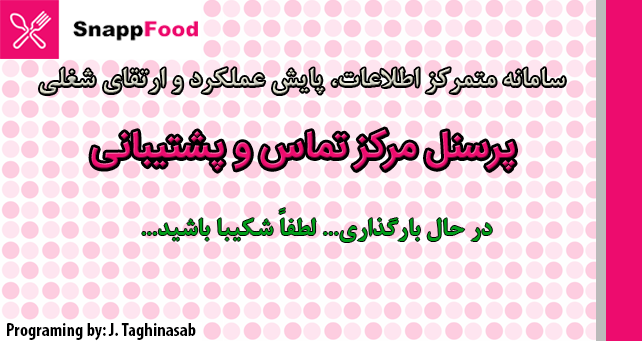 SnappFood
سامانه متمرکز اطلاعات، پایش عملکرد و ارتقای شغلی
پرسنل مرکز تماس و پشتیبانی
در حال بارگذاری... لطفاً شکیبا باشید...
Programing by: J. Taghinasab